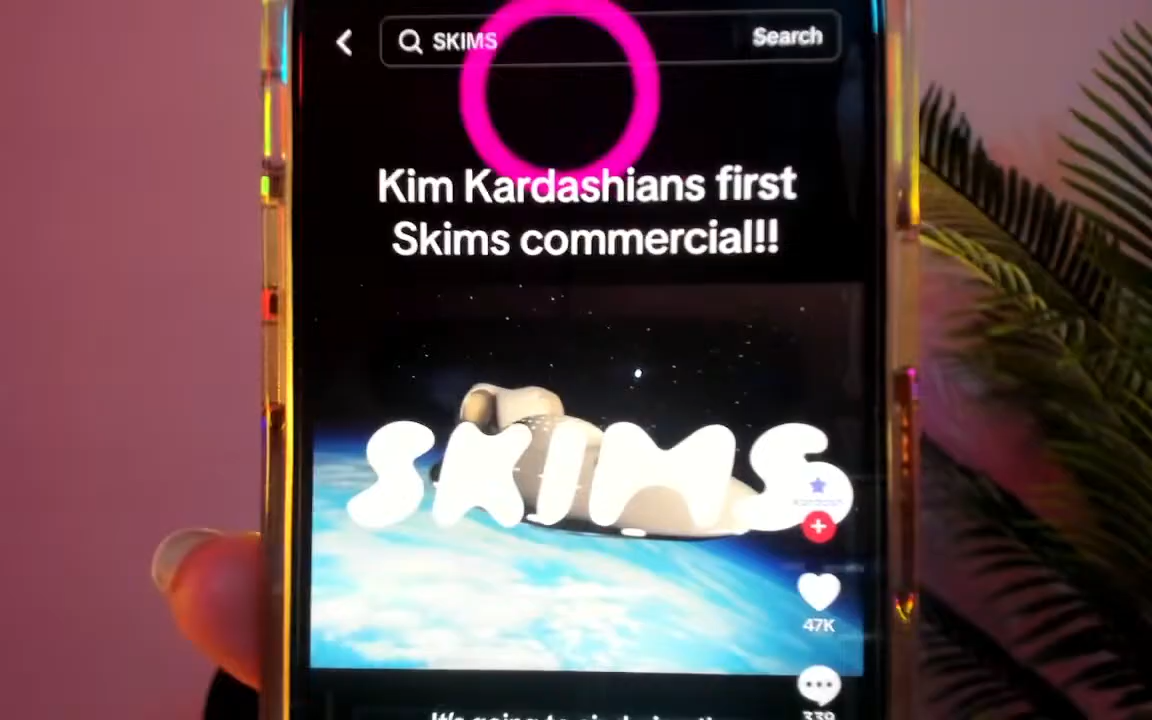 SKIMS
Search
Kim Kardashians first
Skims commercial!!
SKIMS
47K
339